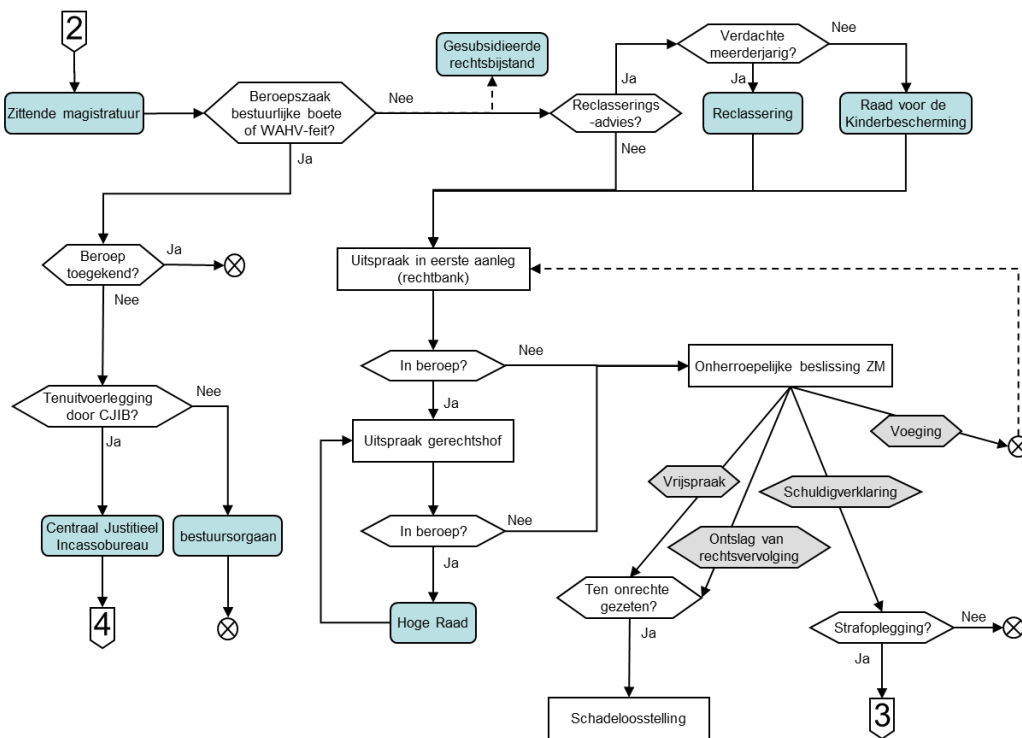 2
Zittende magistratuur
Beroepszaak
bestuurlijke boete
of WAHV-feit?
Nee
Ja
Gesubsidieerde
rechtsbijstand
Reclasserings
-advies?
Ja
Nee
Verdachte
meerderjarig?
Nee
Ja
Reclassering
Raad voor de
Kinderbescherming
Beroep
toegekend?
Ja
Nee
Tenuitvoerlegging
door CJIB?
Nee
Ja
Centraal Justitieel
Incassobureau
bestuursorgaan
4
Uitspraak in eerste aanleg
(rechtbank)
In beroep?
Nee
Ja
Uitspraak gerechtshof
In beroep?
Nee
Ja
Hoge Raad
Onherroepelijke beslissing ZM
Voeging
Vrijspraak
Schuldigverklaring
Ontslag van
rechtsvervolging
Ten onrechte
gezeten?
Ja
Schadeloosstelling
Strafoplegging?
Nee
Ja
3